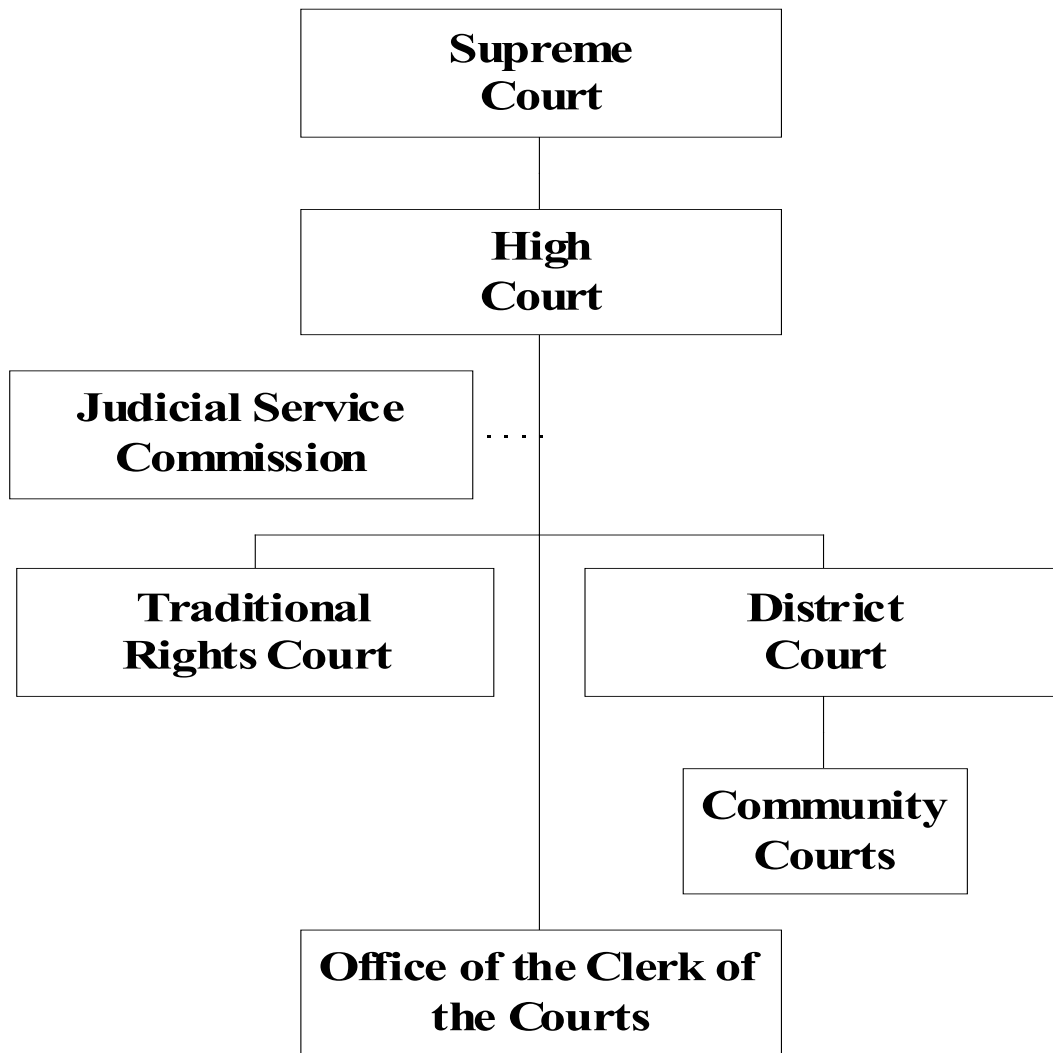 Supreme
Court
High
Court
Judicial Service
Commission
Traditional
Rights Court
District
Court
Community
Courts
Office of the Clerk of
the Courts